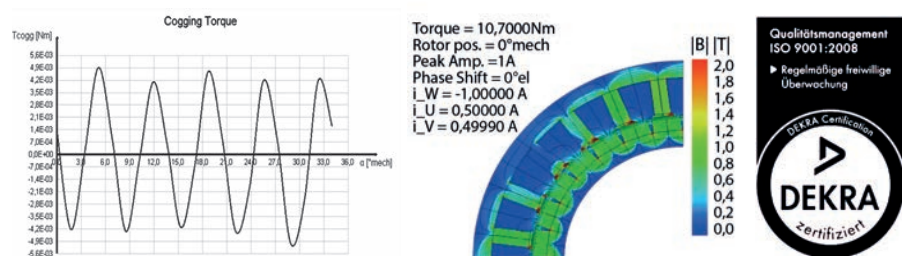 Cogging Torque
Tcogg [Nm]
5,6E-03
4,9E-03
4,2E-03
3,5E-03
2,8E-03
2,1E-03
1,4E-03
7,0E-04
0,0E+00
-7,0E-04
-1,4E-03
-2,1E-03
-2,8E-03
-3,5E-03
-4,2E-03
-4,9E-03
-5,6E-03
0,0 3,0 6,0 9,0 12,0 15,0 18,0 21,0 24,0 27,0 30,0 33,0 36,0 α [°mech]
Torque = 10,7000Nm
Rotor pos. = 0°mech
Peak Amp. =1A
Phase Shift = 0°el
i_W = -1,00000 A
i_U = 0,50000 A
i_V = 0,49990 A
|B| |T|
2,0
1,8
1,6
1,4
1,2
1,0
0,8
0,6
0,4
0,2
0,0
Qualitätsmanagement
ISO 9001:2008
Regelmäßige freiwillige
Überwachung
DEKRA Certification
DEKRA
zertifiziert